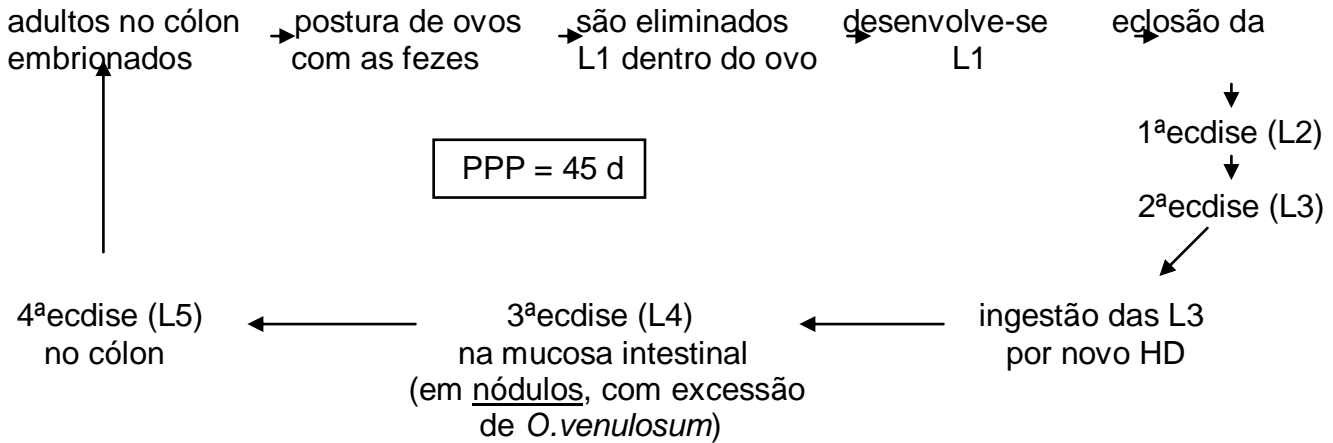 adultos no cólon postura de ovos são eliminados desenvolve-se eclosão da
embrionados com as fezes L1 dentro do ovo L1
1ªecdise (L2)
PPP = 45 d
2ªecdise (L3)
4ªecdise (L5) 3ªecdise (L4) ingestão das L3
no cólon na mucosa intestinal por novo HD
(em nódulos, com excessão
de O.venulosum)